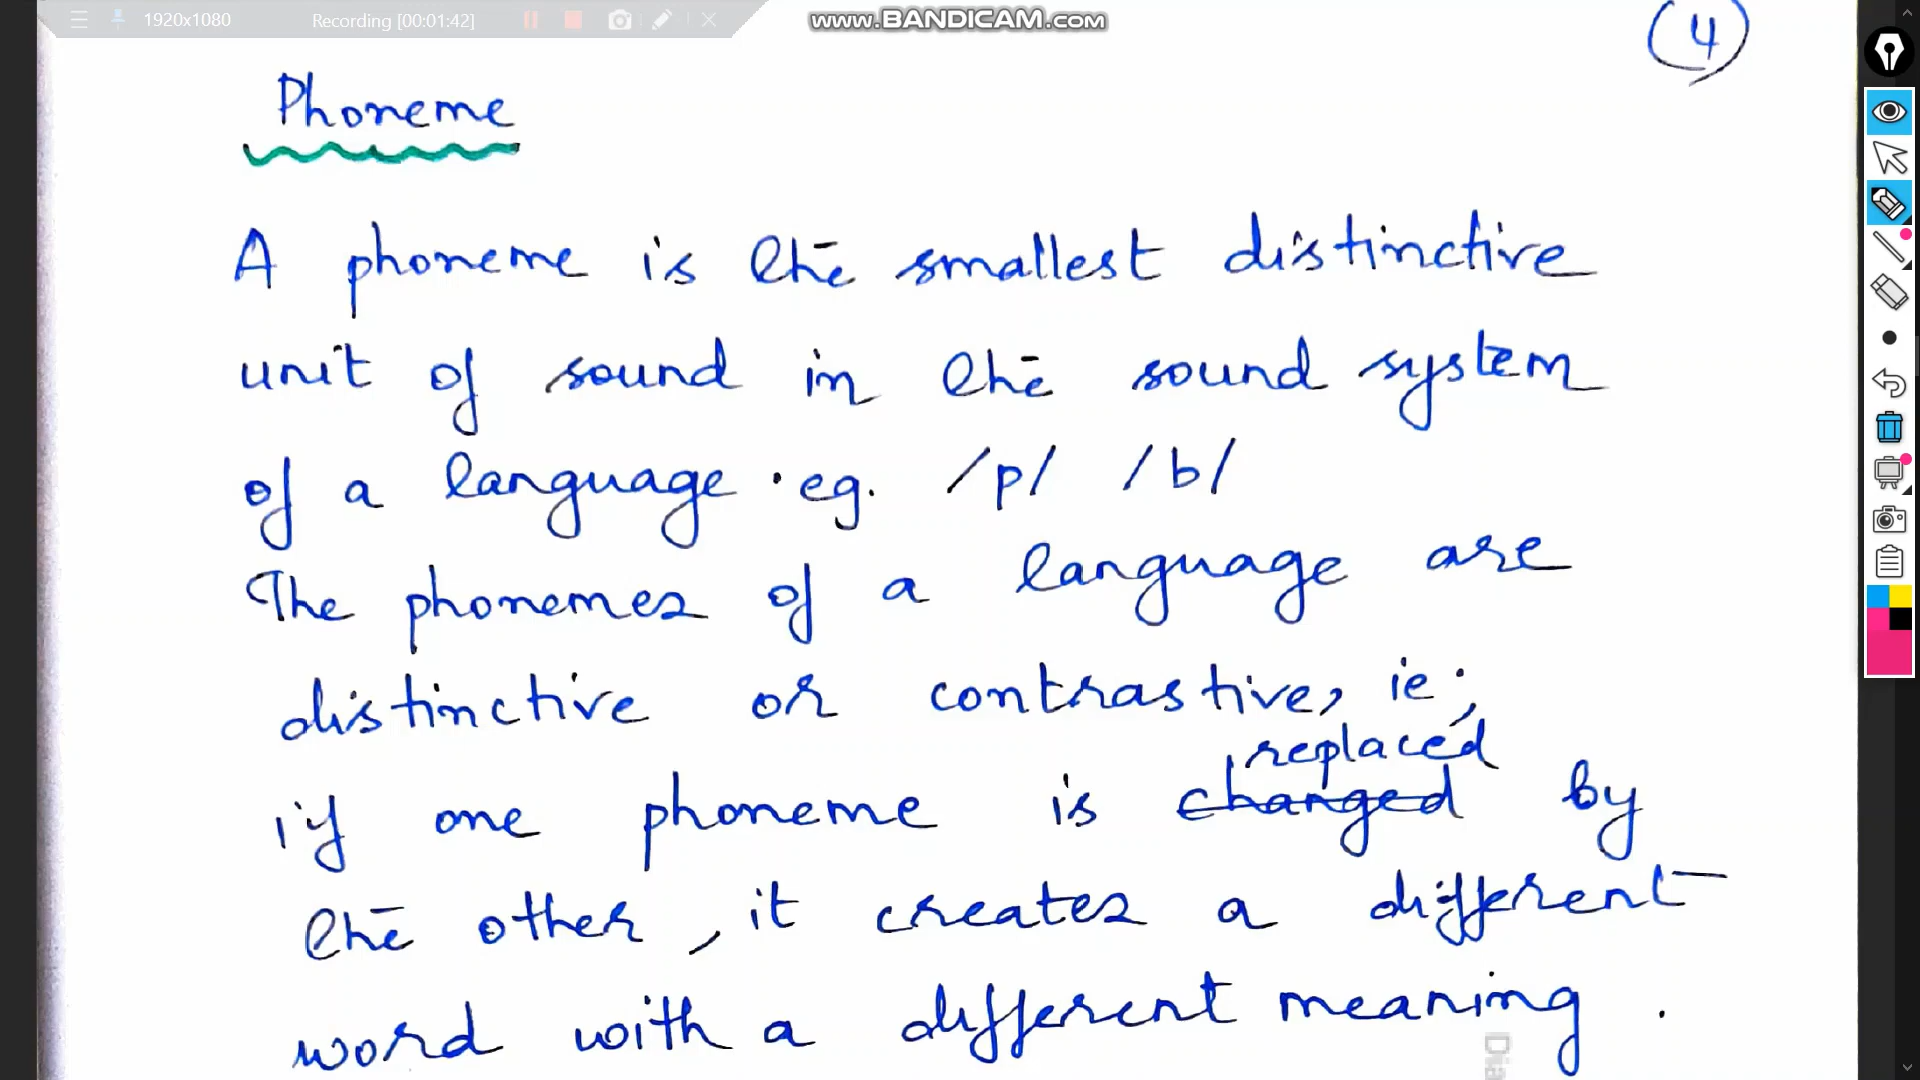 1920x1080 Recording [00:01:42] www.BANDICAM.com
4
Phoneme
A phoneme is the smallest distinctive
unit of sound in the sound system
of a language. eg. /p/ /b/
The phonemes of a language are
distinctive or contrastive, ie;
replaced
if one phoneme is changed by
the other, it creates a different
word with a different meaning.
Dia